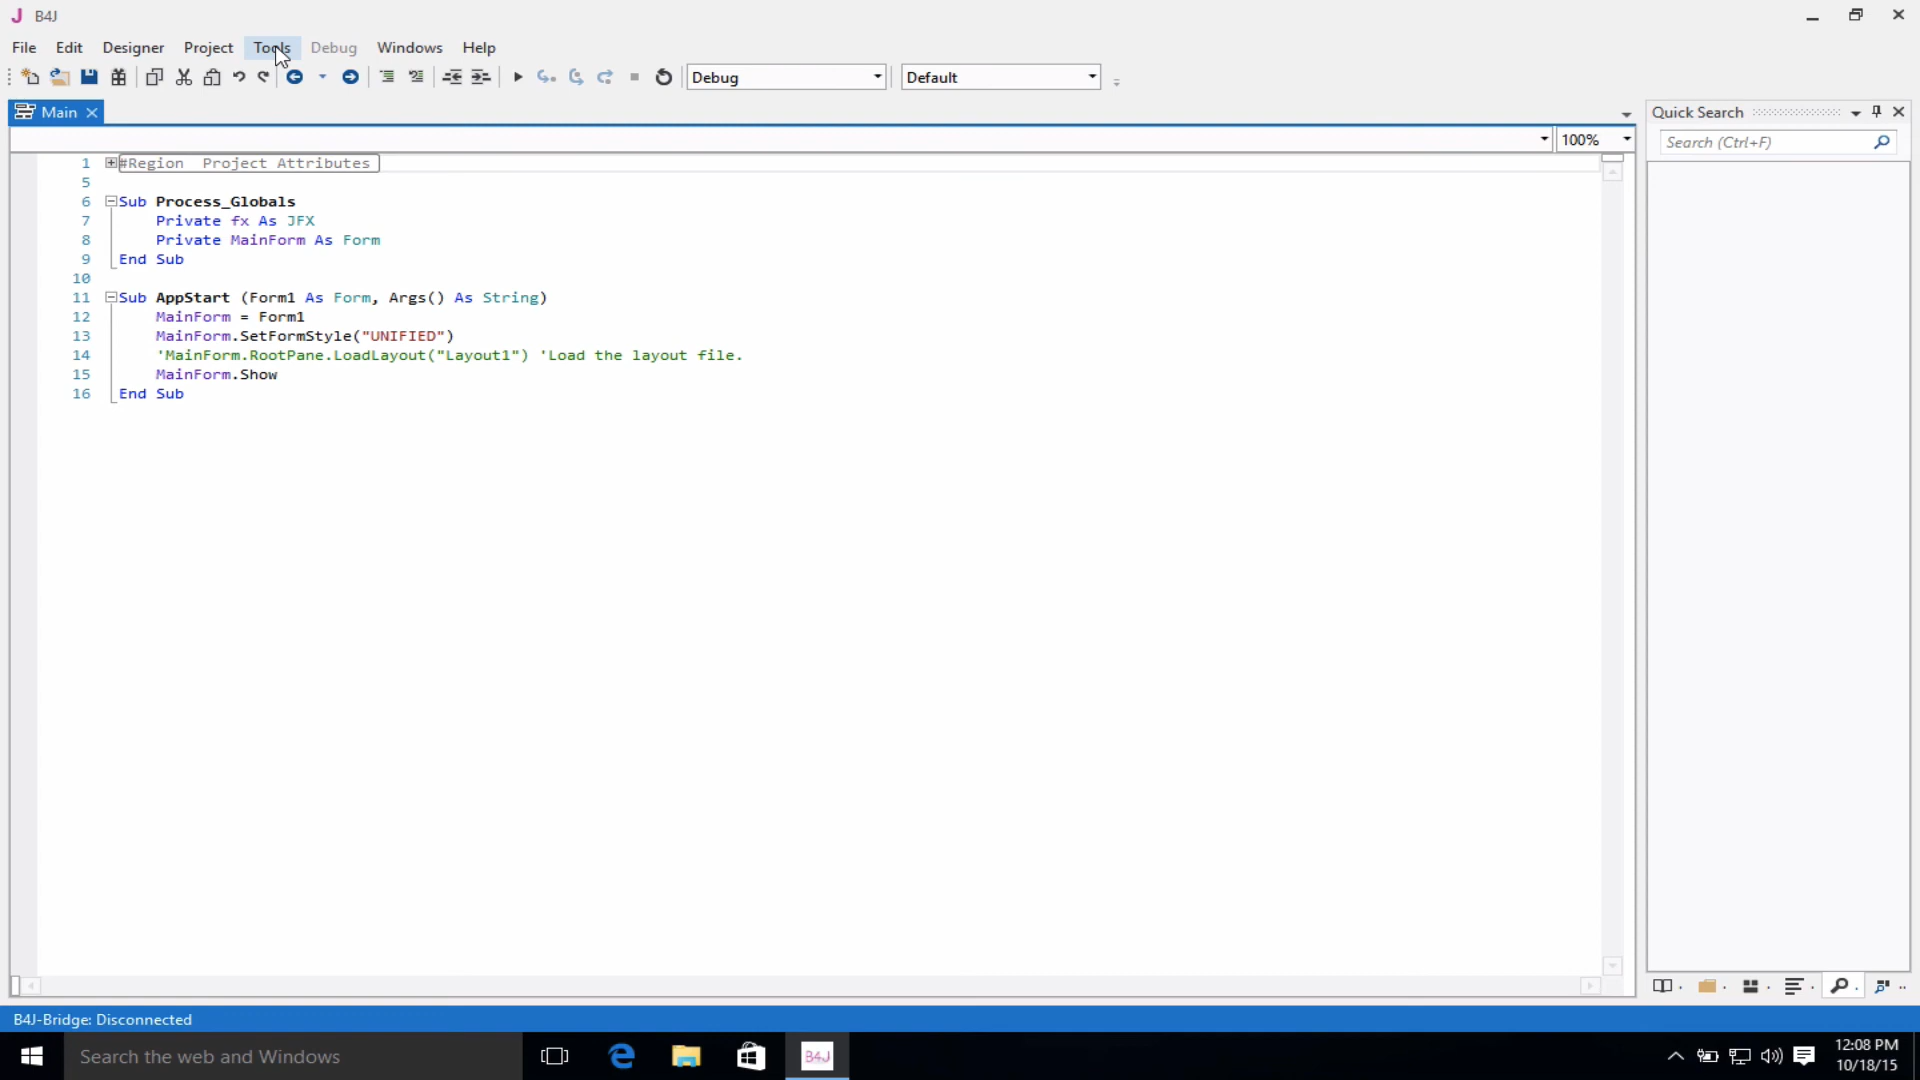 B4J
File Edit Designer Project Tools Debug Windows Help
Debug Default
Main
Quick Search
100%
Search (Ctrl+F)
1 #Region  Project Attributes
5
6 Sub Process_Globals
7 Private fx As JFX
8 Private MainForm As Form
9 End Sub
10
11 Sub AppStart (Form1 As Form, Args() As String)
12 MainForm = Form1
13 MainForm.SetFormStyle("UNIFIED")
14 'MainForm.RootPane.LoadLayout("Layout1") 'Load the layout file.
15 MainForm.Show
16 End Sub
B4J-Bridge: Disconnected
Search the web and Windows
B4J
12:08 PM
10/18/15